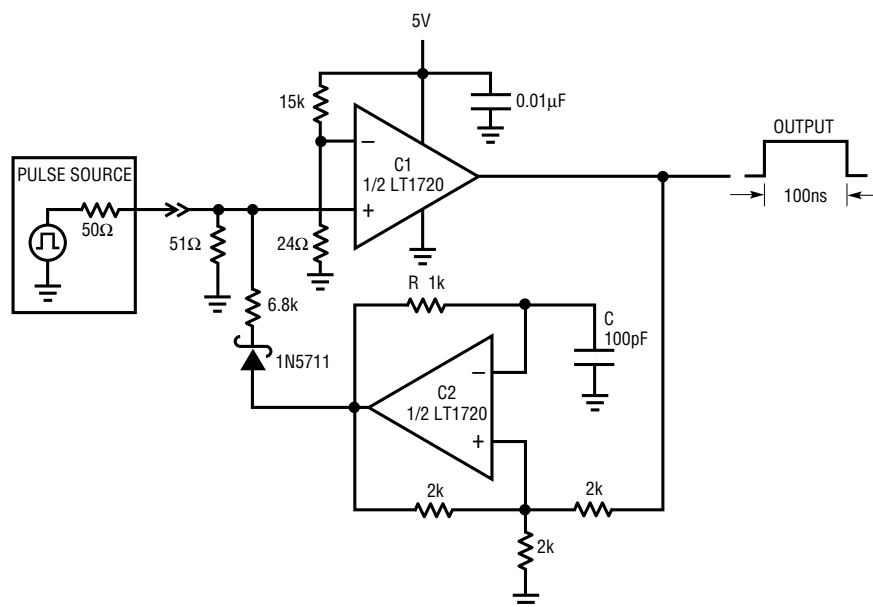 5V
15k
0.01µF
OUTPUT
100ns
−
C1
1/2 LT1720
+
PULSE SOURCE
50Ω
51Ω
24Ω
6.8k
1N5711
R 1k
C
100pF
−
C2
1/2 LT1720
+
2k
2k
2k